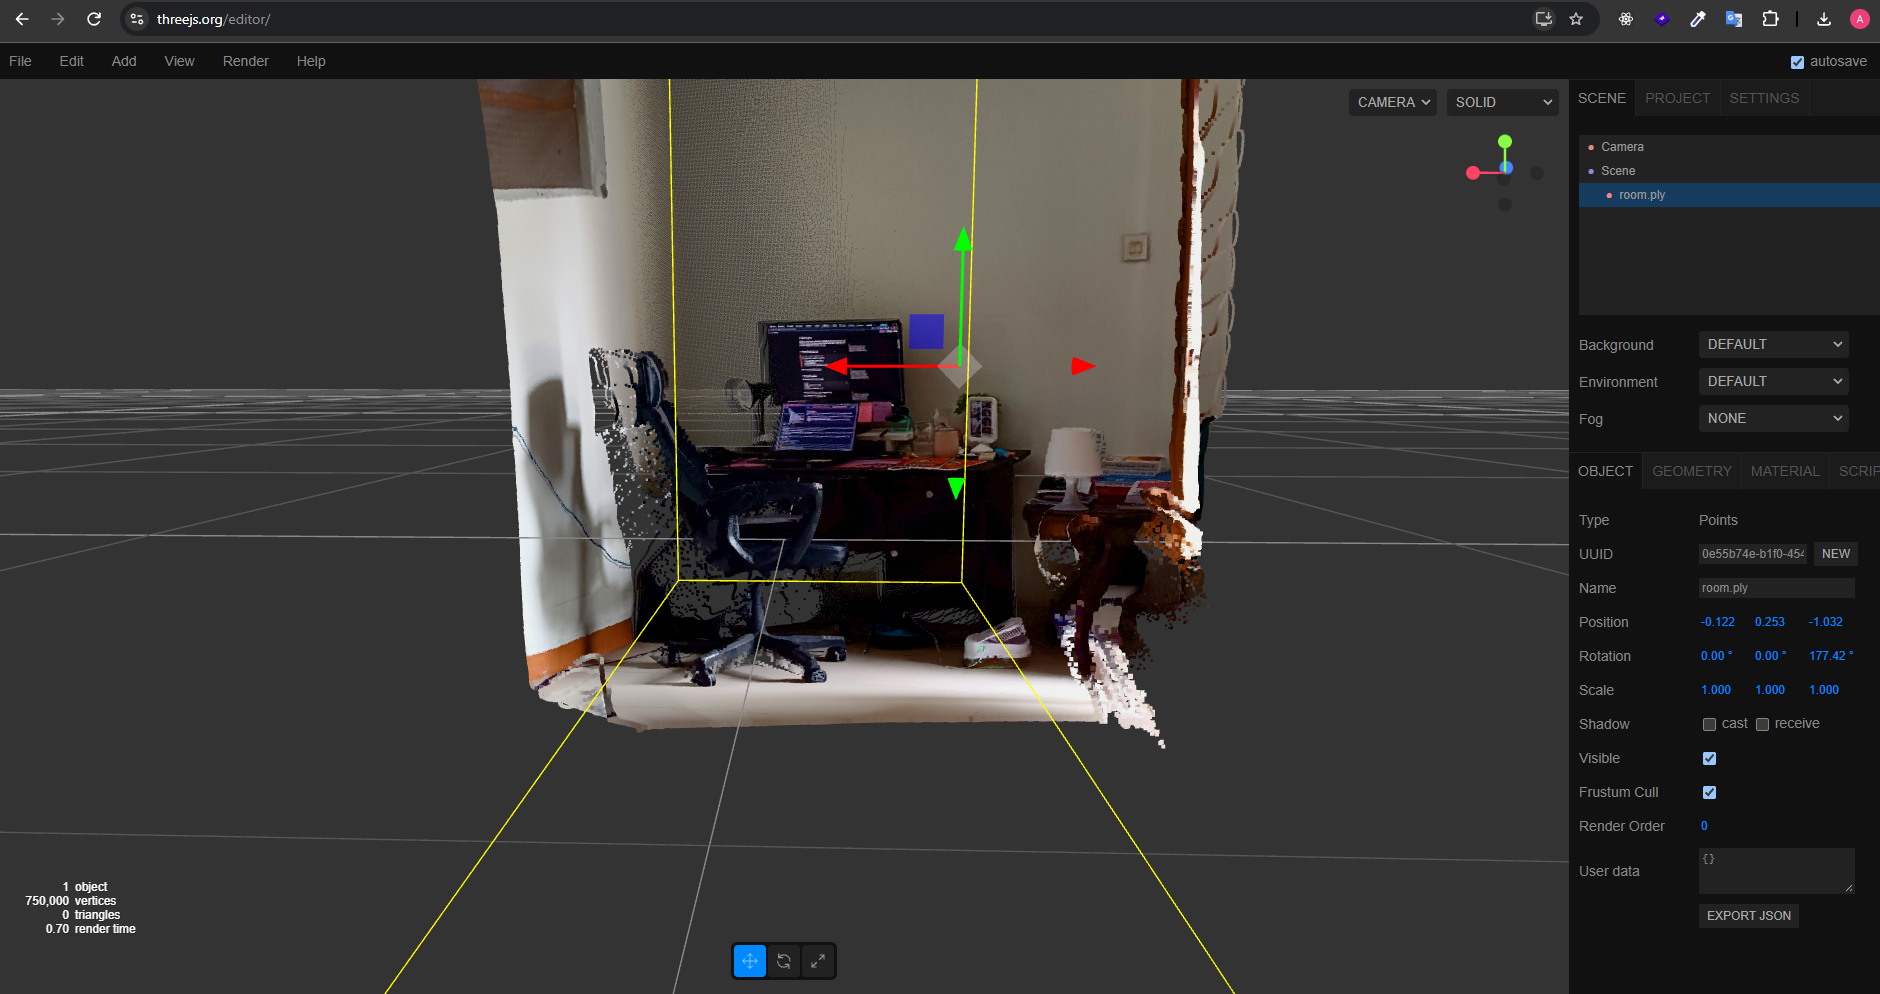 threejs.org/editor/
A
File Edit Add View Render Help
autosave
CAMERA SOLID
SCENE PROJECT SETTINGS
Camera
Scene
room.ply
Background DEFAULT
Environment DEFAULT
Fog NONE
OBJECT GEOMETRY MATERIAL SCRIP
Type Points
UUID 0e55b74e-b1f0-454 NEW
Name room.ply
Position -0.122 0.253 -1.032
Rotation 0.00 ° 0.00 ° 177.42 °
Scale 1.000 1.000 1.000
Shadow cast receive
Visible
Frustum Cull
Render Order 0
User data {}
EXPORT JSON
1 object
750,000 vertices
0 triangles
0.70 render time